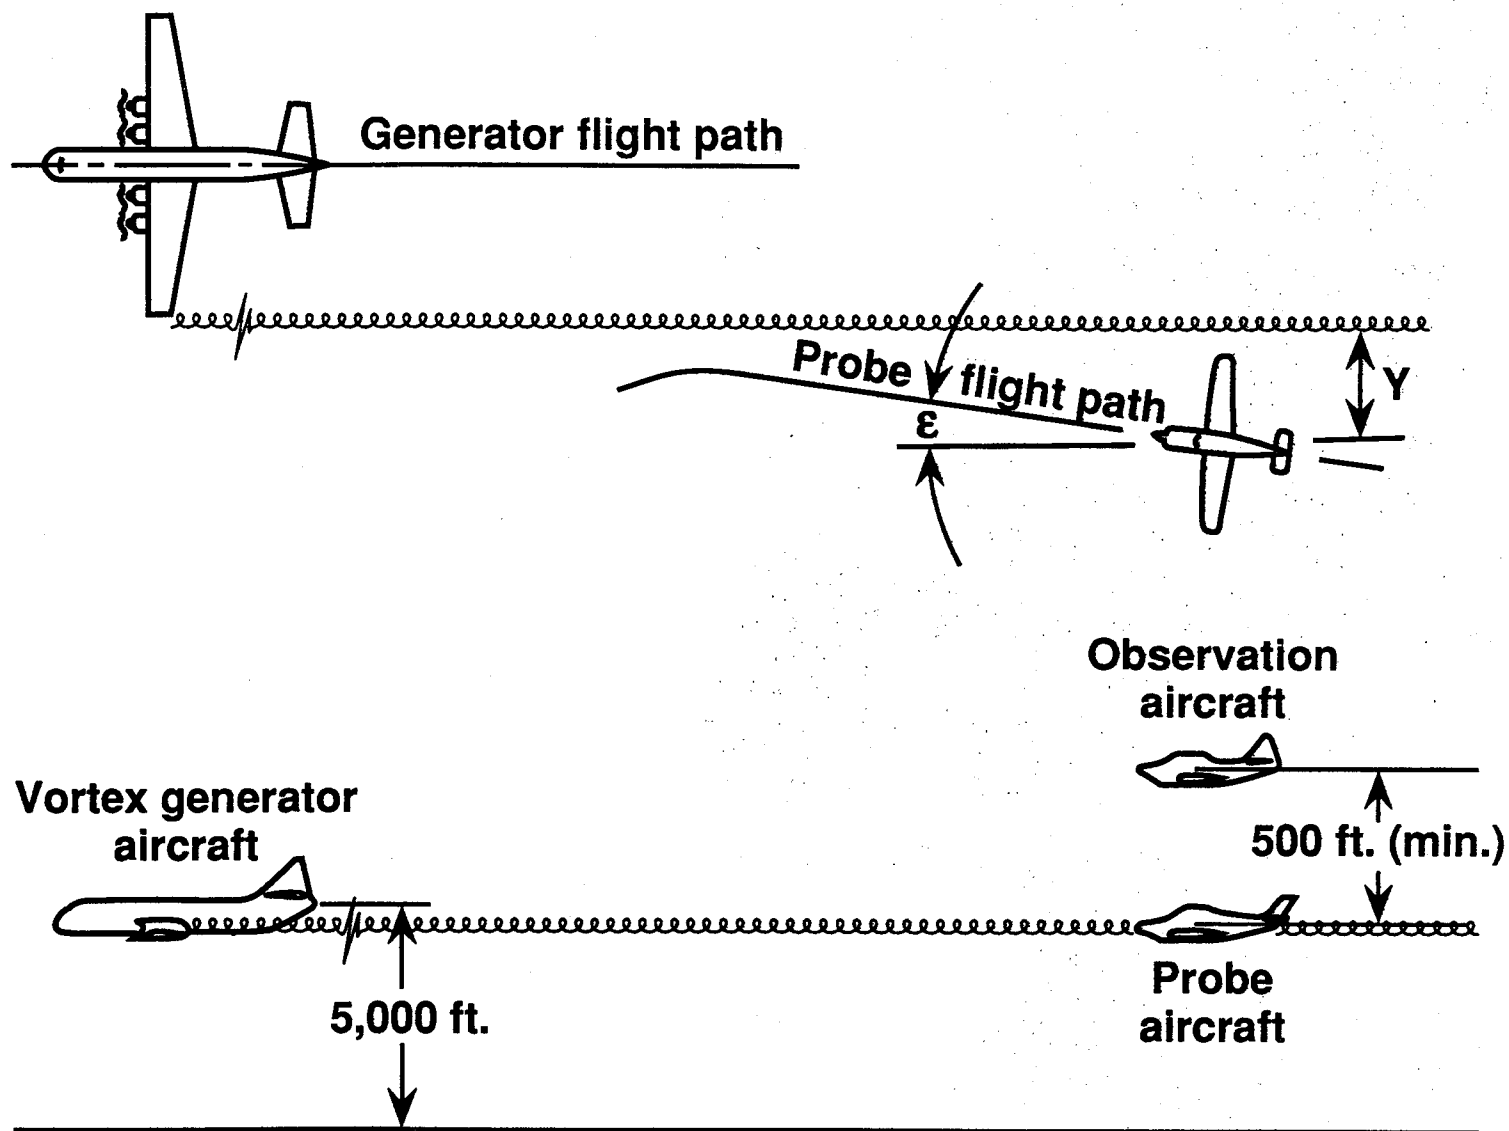 Generator flight path
Probe flight path
Y
ε
Observation
aircraft
Vortex generator
aircraft
500 ft. (min.)
5,000 ft.
Probe
aircraft